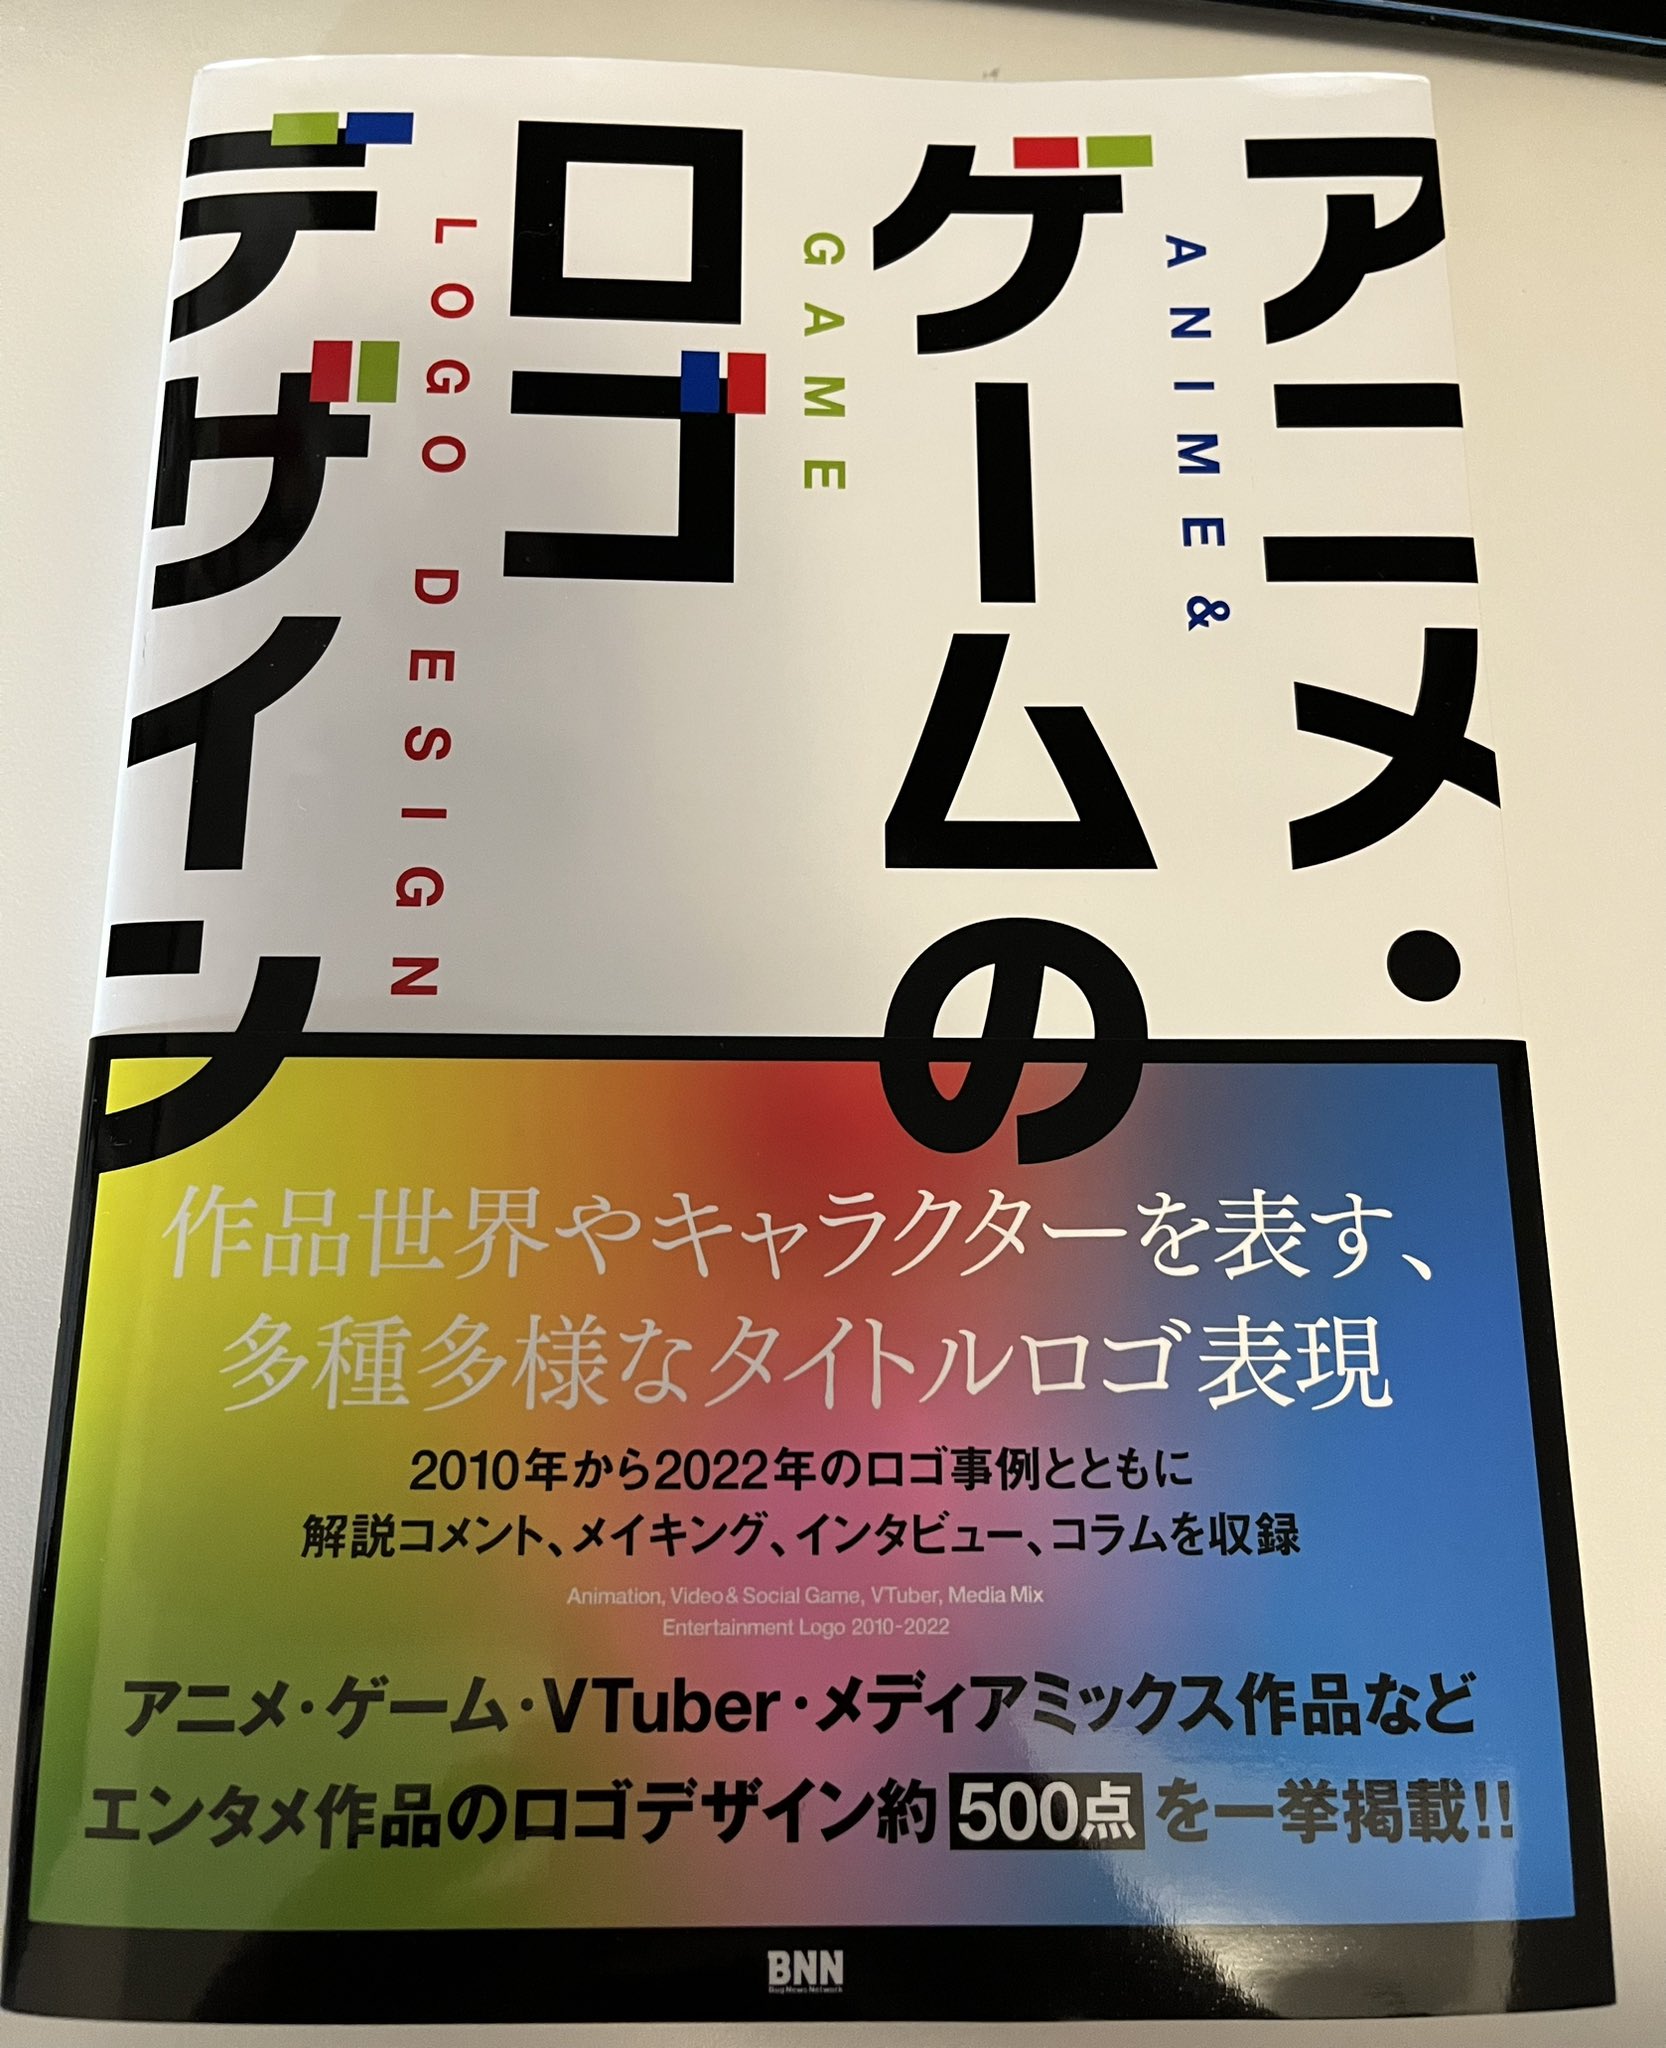 アニメ・
ANIME&
ゲームの
GAME
ロゴ
LOGO DESIGN
デザイン
作品世界やキャラクターを表す、
多種多様なタイトルロゴ表現
2010年から2022年のロゴ事例とともに
解説コメント、メイキング、インタビュー、コラムを収録
Animation, Video & Social Game, VTuber, Media Mix
Entertainment Logo 2010-2022
アニメ・ゲーム・VTuber・メディアミックス作品など
エンタメ作品のロゴデザイン約500点を一挙掲載!!
BNN
Bug News Network